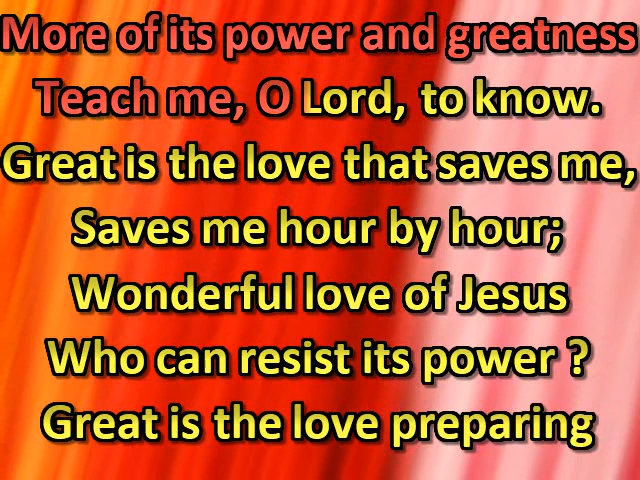 More of its power and greatness
Teach me, O Lord, to know.
Great is the love that saves me,
Saves me hour by hour;
Wonderful love of Jesus
Who can resist its power ?
Great is the love preparing